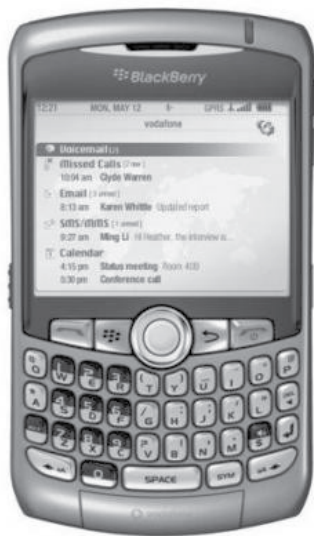 BlackBerry
12:21 MON, MAY 12 GPRS
vodafone
Voicemail
Missed Calls
10:04 am Clyde Warren
Email
8:13 am Karen Whittle Updated report
SMS/MMS
9:27 am Ming Li Hi Heather, the interview is...
Calendar
4:15 pm Status meeting Room 400
5:30 pm Conference call
Q W E R T Y U I O P
A S D F G H J K L
Z X C V B N M $
SPACE SYM